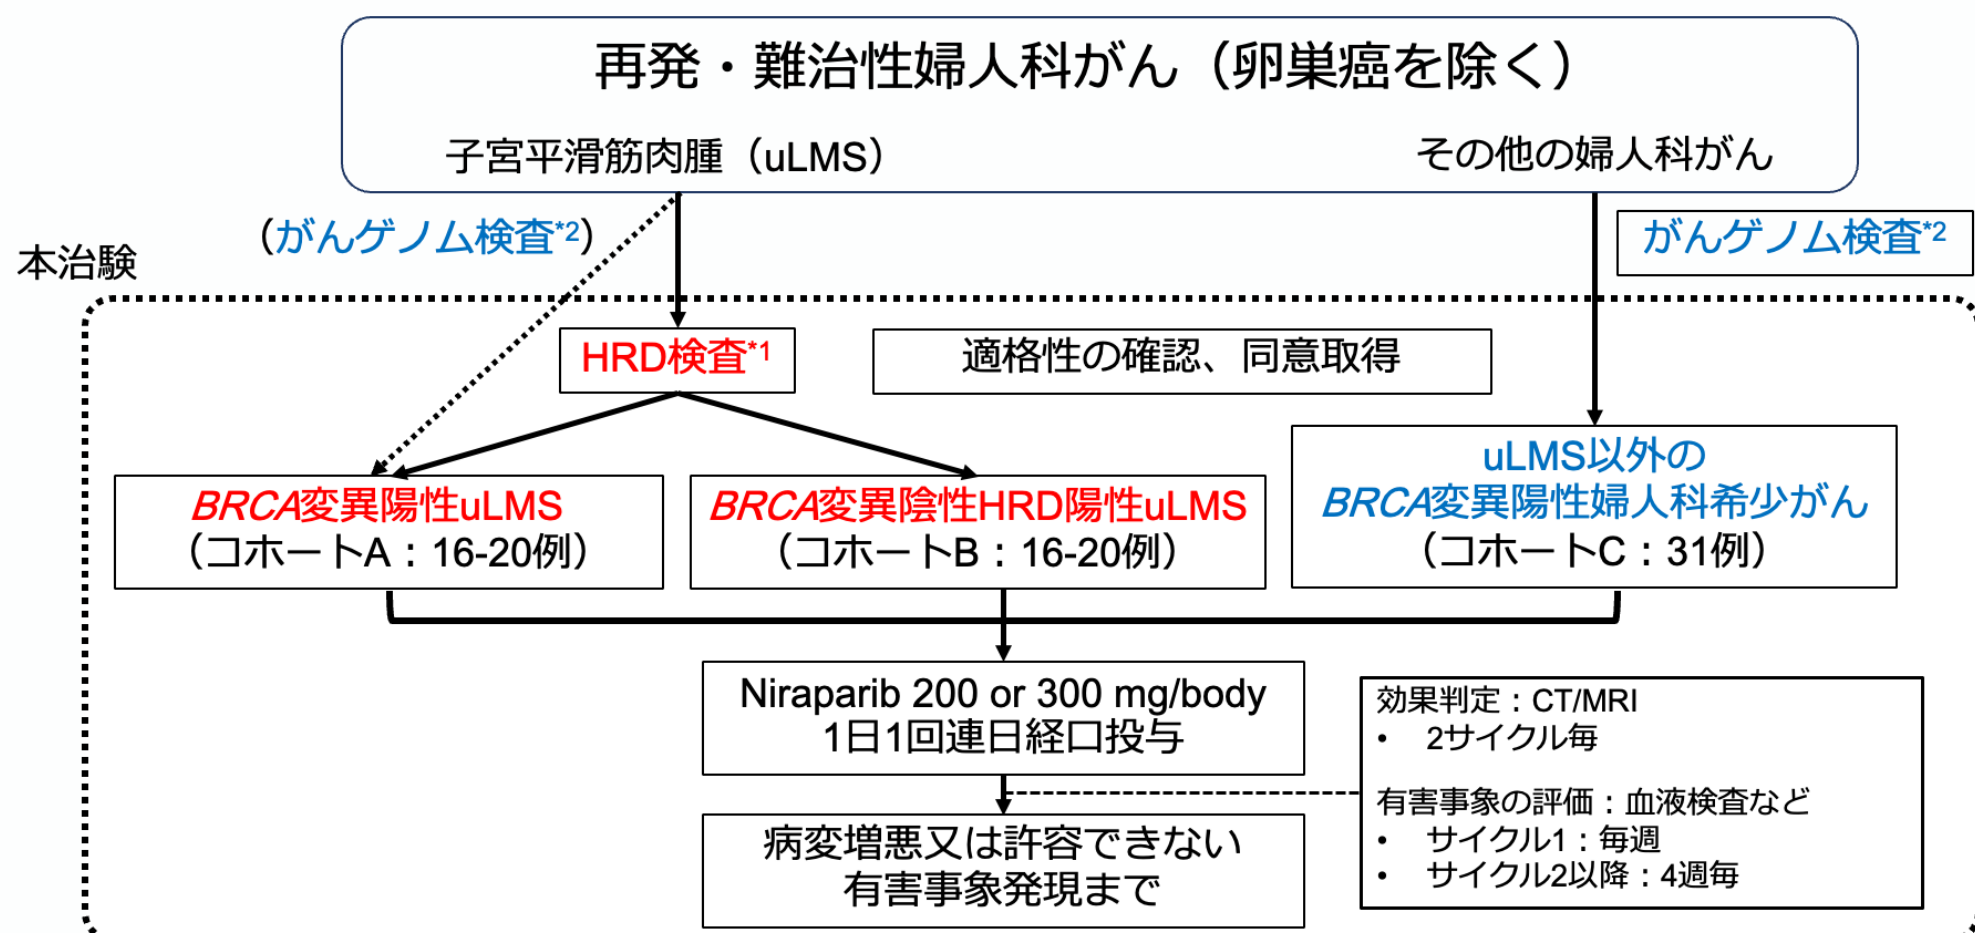 再発・難治性婦人科がん（卵巣癌を除く）
子宮平滑筋肉腫（uLMS）
その他の婦人科がん
（がんゲノム検査*2）
がんゲノム検査*2
本治験
HRD検査*1
適格性の確認、同意取得
BRCA変異陽性uLMS
（コホートA：16-20例）
BRCA変異陰性HRD陽性uLMS
（コホートB：16-20例）
uLMS以外の
BRCA変異陽性婦人科希少がん
（コホートC：31例）
Niraparib 200 or 300 mg/body
1日1回連日経口投与
病変増悪又は許容できない
有害事象発現まで
効果判定：CT/MRI
• 2サイクル毎
有害事象の評価：血液検査など
• サイクル1：毎週
• サイクル2以降：4週毎